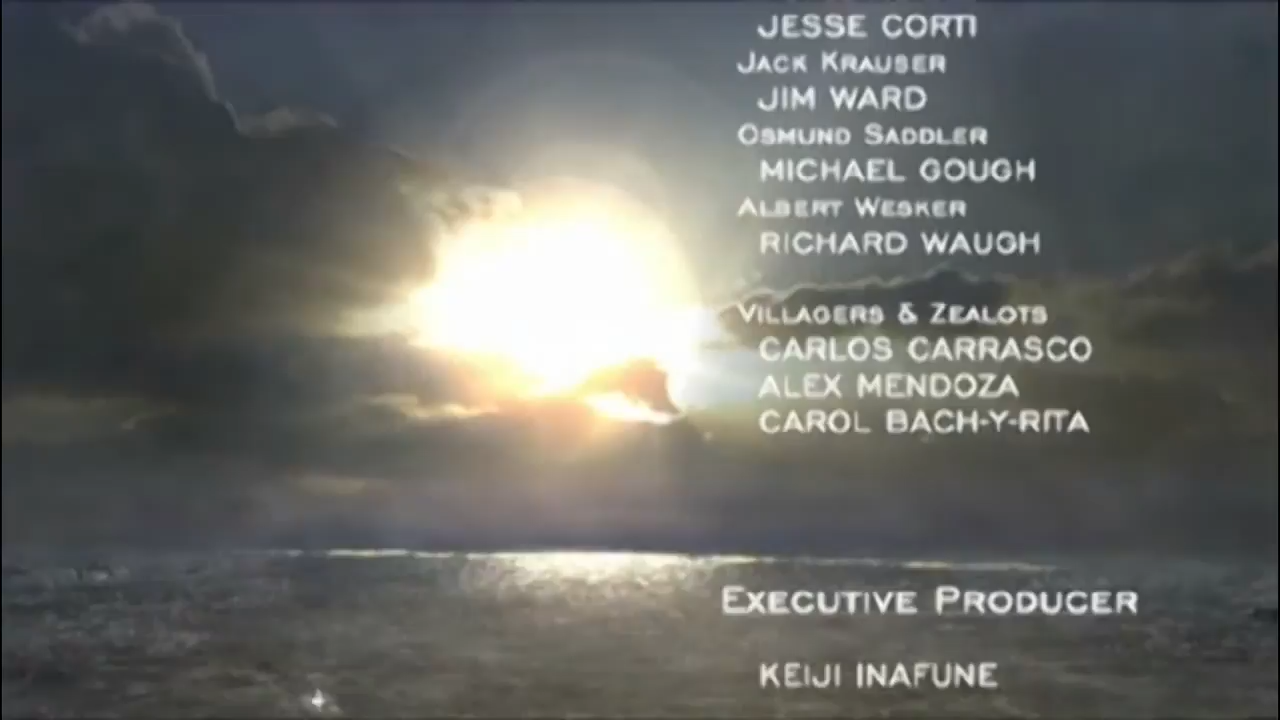 JESSE CORTI
JACK KRAUSER
JIM WARD
OSMUND SADDLER
MICHAEL GOUGH
ALBERT WESKER
RICHARD WAUGH
VILLAGERS & ZEALOTS
CARLOS CARRASCO
ALEX MENDOZA
CAROL BACH-Y-RITA
EXECUTIVE PRODUCER
KEIJI INAFUNE